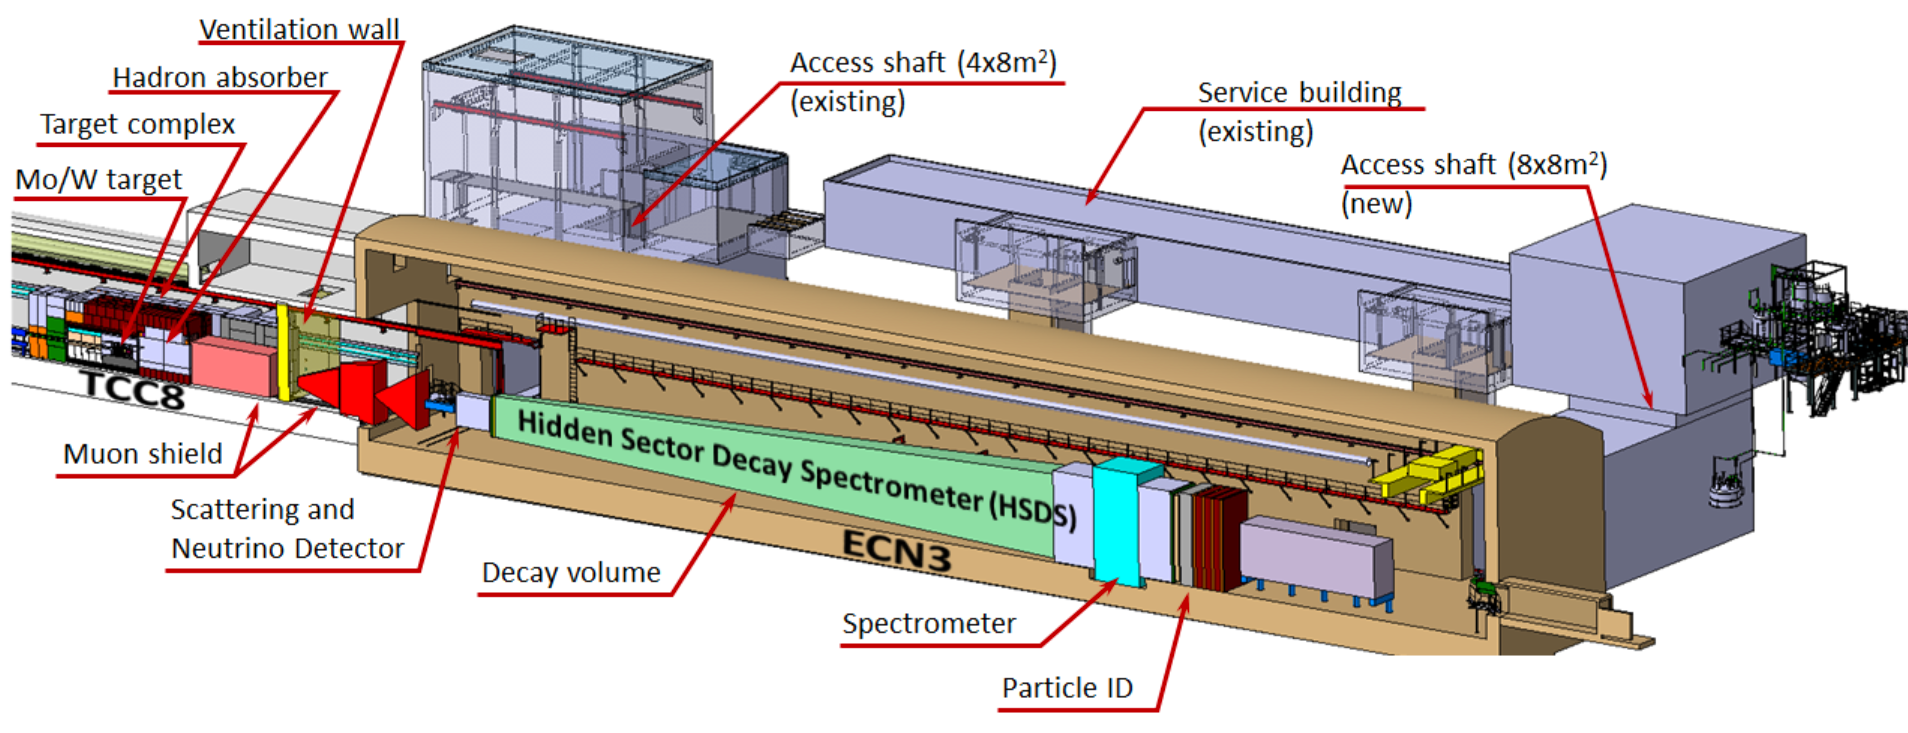 Ventilation wall
Hadron absorber
Target complex
Mo/W target
Access shaft (4x8m²)
(existing)
Service building
(existing)
Access shaft (8x8m²)
(new)
TCC8
Muon shield
Scattering and
Neutrino Detector
Hidden Sector Decay Spectrometer (HSDS)
Decay volume
ECN3
Spectrometer
Particle ID